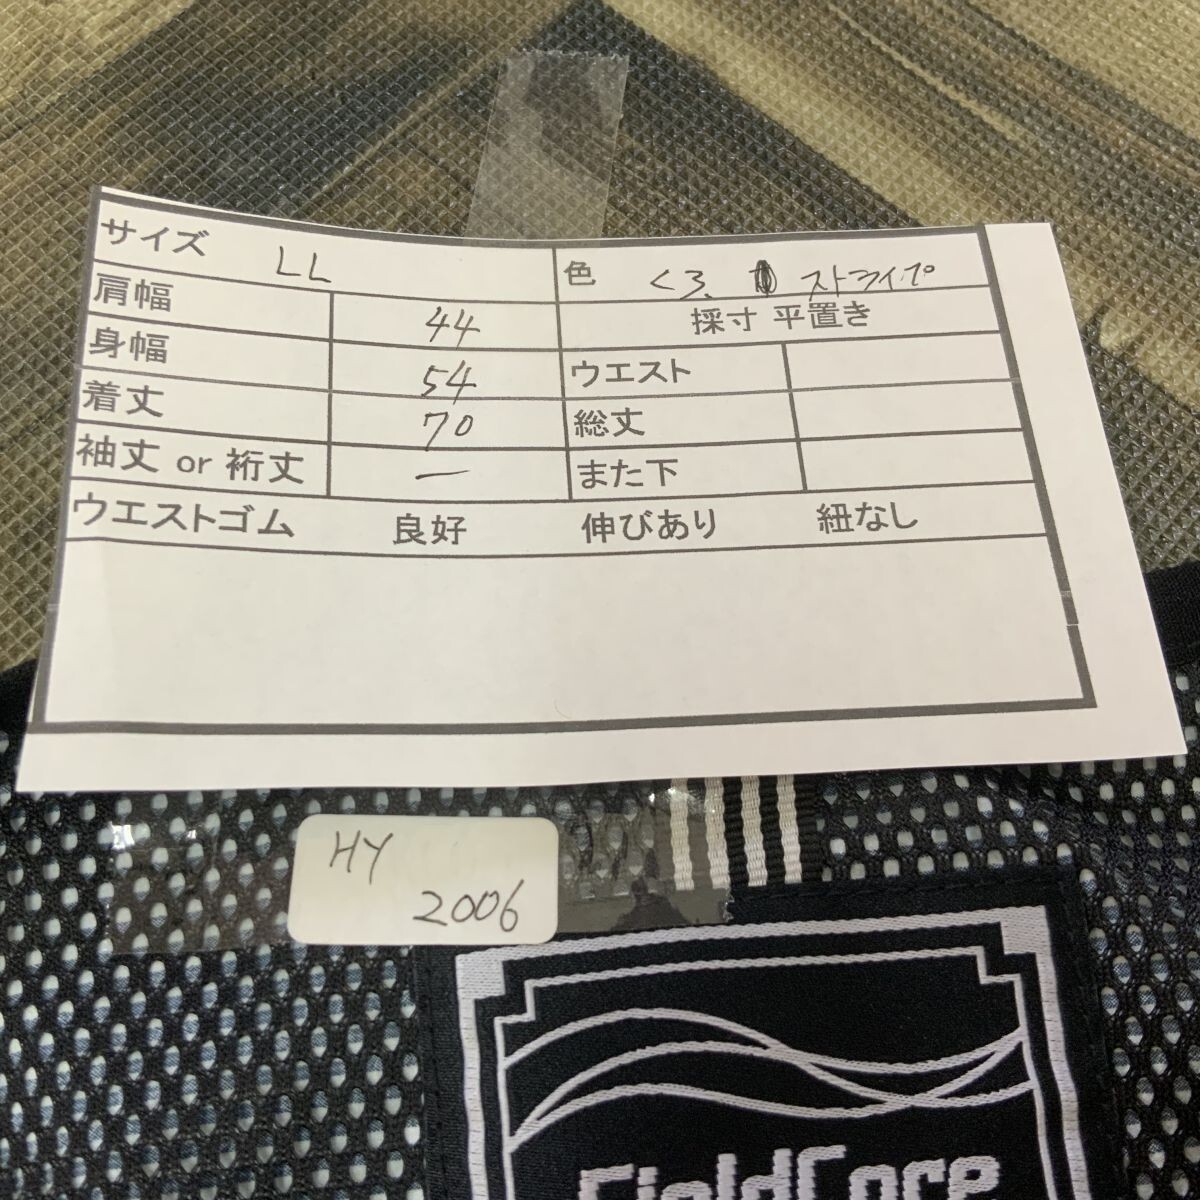 サイズ LL
色 くろ. ストライプ
肩幅 44
採寸 平置き
身幅 54
ウエスト
着丈 70
総丈
袖丈 or 裄丈 ー
また下
ウエストゴム 良好 伸びあり 紐なし
HY
2006
FieldCore